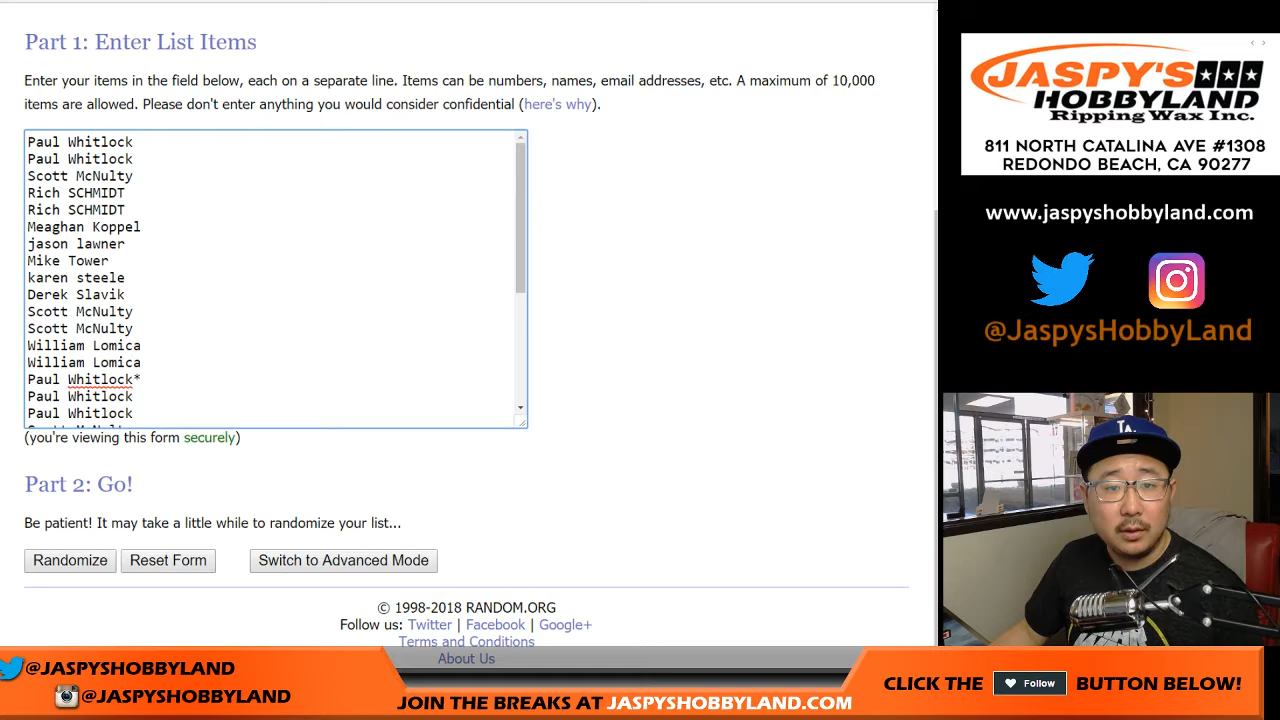 Part 1: Enter List Items
Enter your items in the field below, each on a separate line. Items can be numbers, names, email addresses, etc. A maximum of 10,000
items are allowed. Please don't enter anything you would consider confidential (here's why).
Paul Whitlock
Paul Whitlock
Scott McNulty
Rich SCHMIDT
Rich SCHMIDT
Meaghan Koppel
jason lawner
Mike Tower
karen steele
Derek Slavik
Scott McNulty
Scott McNulty
William Lomica
William Lomica
Paul Whitlock*
Paul Whitlock
Paul Whitlock
(you're viewing this form securely)
Part 2: Go!
Be patient! It may take a little while to randomize your list...
Randomize
Reset Form
Switch to Advanced Mode
© 1998-2018 RANDOM.ORG
Follow us: Twitter | Facebook | Google+
Terms and Conditions
About Us
JASPY'S
HOBBYLAND
Ripping Wax Inc.
811 NORTH CATALINA AVE #1308
REDONDO BEACH, CA 90277
www.jaspyshobbyland.com
@JaspysHobbyLand
@JASPYSHOBBYLAND
@JASPYSHOBBYLAND
JOIN THE BREAKS AT JASPYSHOBBYLAND.COM
CLICK THE Follow BUTTON BELOW!